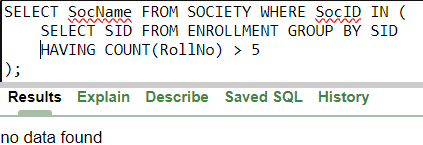 SELECT SocName FROM SOCIETY WHERE SocID IN (
    SELECT SID FROM ENROLLMENT GROUP BY SID
    HAVING COUNT(RollNo) > 5
);
Results Explain Describe Saved SQL History
no data found